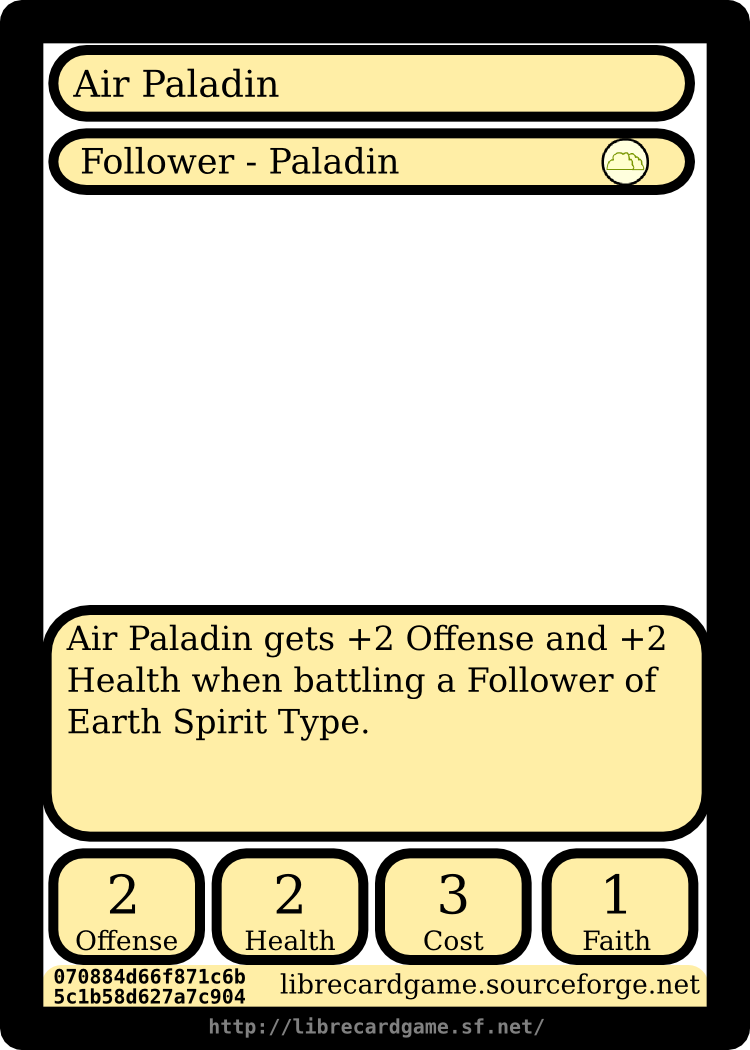 Air Paladin
Follower - Paladin
Air Paladin gets +2 Offense and +2
Health when battling a Follower of
Earth Spirit Type.
2
Offense
2
Health
3
Cost
1
Faith
070884d66f871c6b
5c1b58d627a7c904
librecardgame.sourceforge.net
http://librecardgame.sf.net/